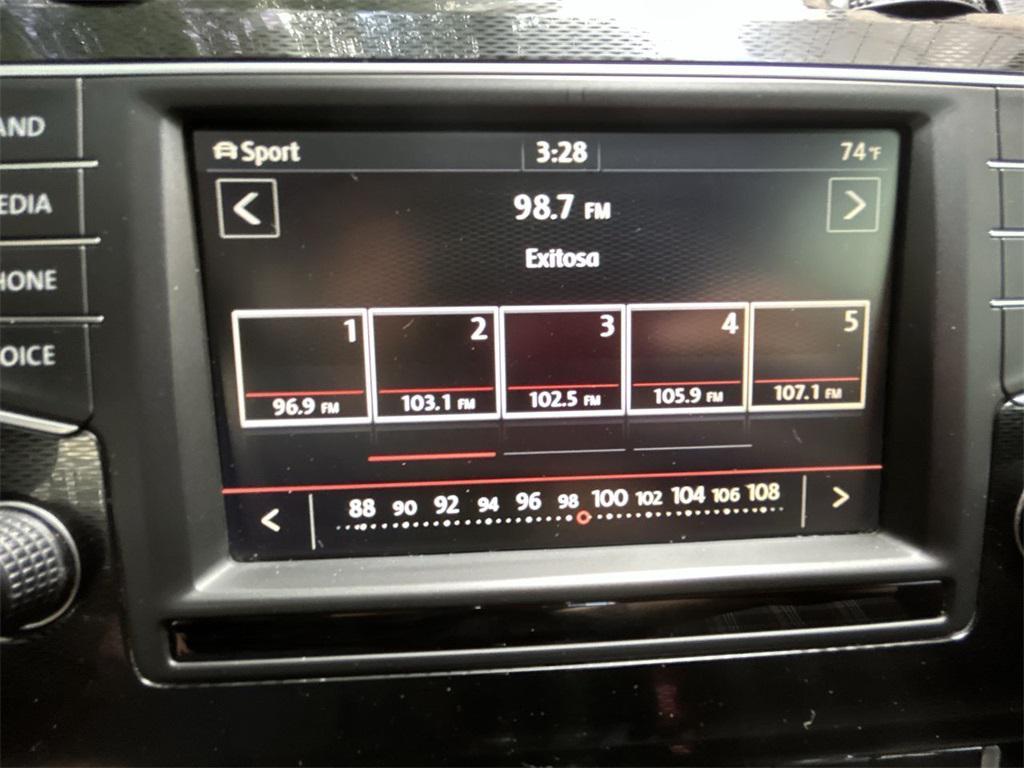 Sport 3:28 74°F
98.7 FM
Exitosa
1 2 3 4 5
96.9 FM 103.1 FM 102.5 FM 105.9 FM 107.1 FM
88 90 92 94 96 98 100 102 104 106 108
AND
EDIA
HONE
OICE